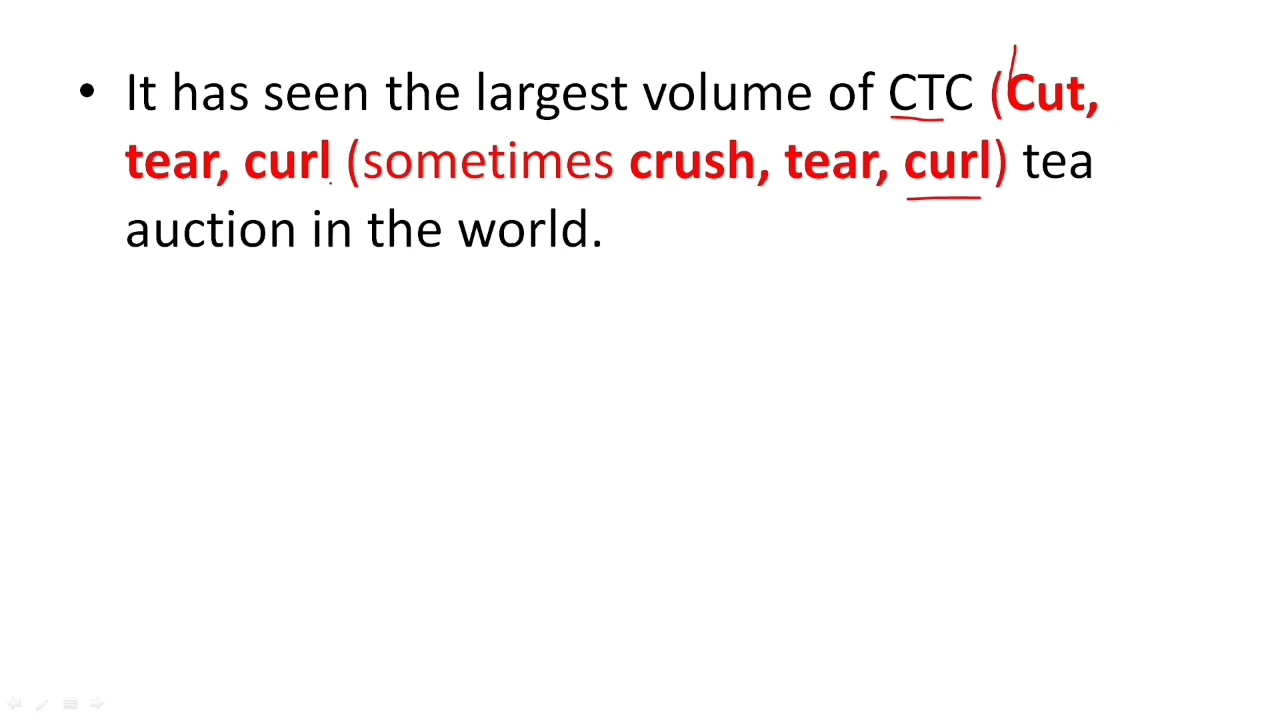 • It has seen the largest volume of CTC (Cut,
tear, curl (sometimes crush, tear, curl) tea
auction in the world.